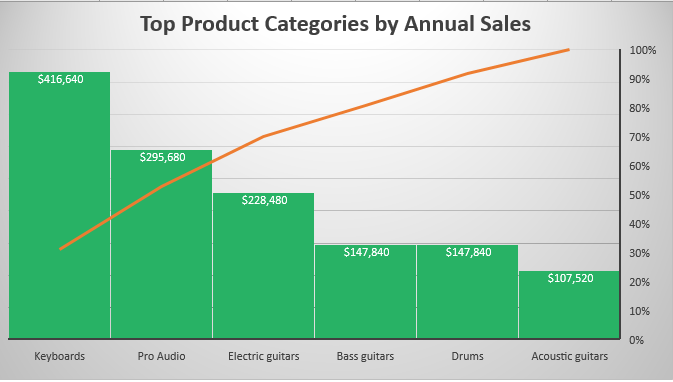 Top Product Categories by Annual Sales
$416,640
$295,680
$228,480
$147,840
$147,840
$107,520
100%
90%
80%
70%
60%
50%
40%
30%
20%
10%
0%
Keyboards
Pro Audio
Electric guitars
Bass guitars
Drums
Acoustic guitars